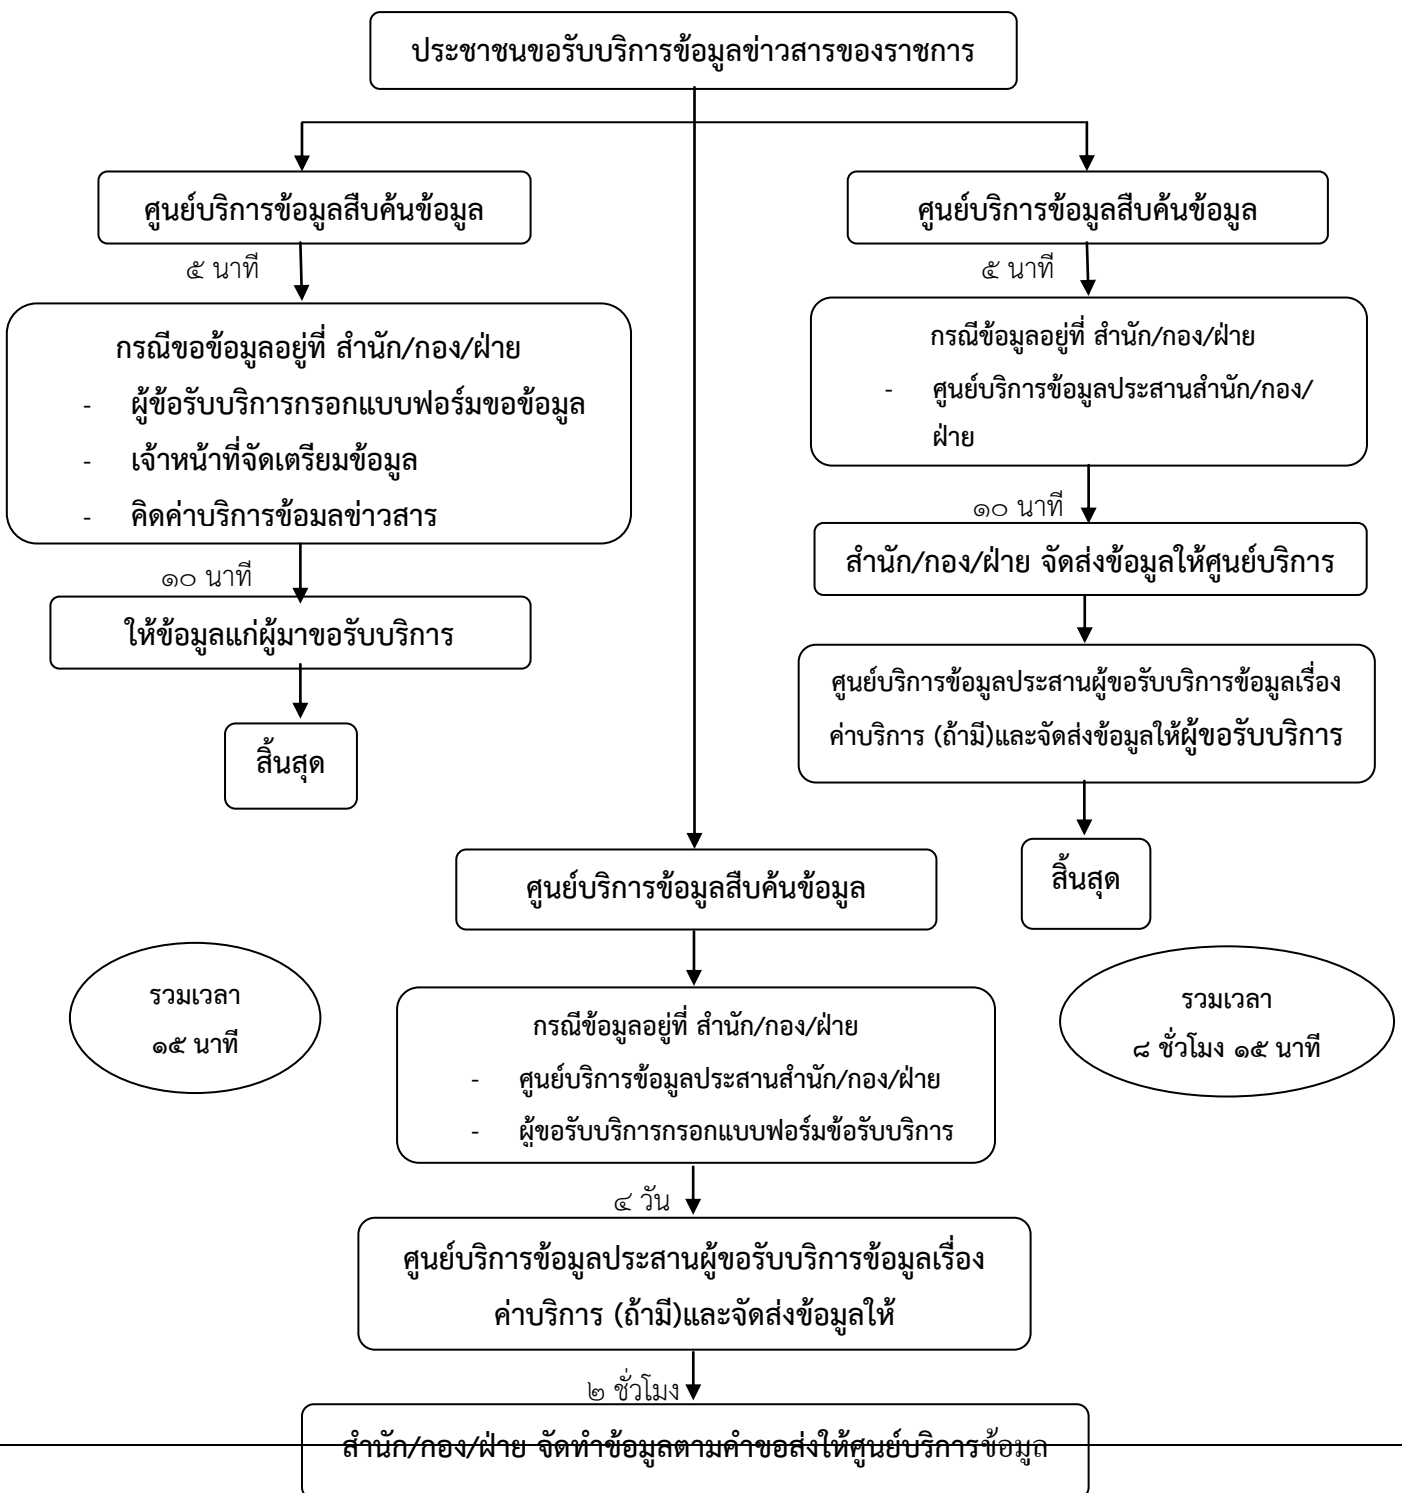 ประชาชนขอรับบริการข้อมูลข่าวสารของราชการ
ศูนย์บริการข้อมูลสืบค้นข้อมูล
๕ นาที
กรณีขอข้อมูลอยู่ที่ สำนัก/กอง/ฝ่าย
- ผู้ข้อรับบริการกรอกแบบฟอร์มขอข้อมูล
- เจ้าหน้าที่จัดเตรียมข้อมูล
- คิดค่าบริการข้อมลข่าวสาร
๑๐ นาที
ให้ข้อมูลแก่ผู้มาขอรับบริการ
สิ้นสุด
รวมเวลา
๑๕ นาที
ศูนย์บริการข้อมูลสืบค้นข้อมูล
๕ นาที
กรณีข้อมูลอยู่ที่ สำนัก/กอง/ฝ่าย
- ศูนย์บริการข้อมูลประสานสำนัก/กอง/
ฝ่าย
๑๐ นาที
สำนัก/กอง/ฝ่าย จัดส่งข้อมูลให้ศูนย์บริการ
ศูนย์บริการข้อมูลประสานผู้ขอรับบริการข้อมูลเรื่อง
ค่าบริการ (ถ้ามี)และจัดส่งข้อมูลให้ผู้ขอรับบริการ
สิ้นสุด
รวมเวลา
๘ ชั่วโมง ๑๕ นาที
ศูนย์บริการข้อมูลสืบค้นข้อมูล
กรณีข้อมูลอยู่ที่ สำนัก/กอง/ฝ่าย
- ศูนย์บริการข้อมูลประสานสำนัก/กอง/ฝ่าย
- ผู้ขอรับบริการกรอกแบบฟอร์มข้อรับบริการ
๔ วัน
ศูนย์บริการข้อมูลประสานผู้ขอรับบริการข้อมูลเรื่อง
ค่าบริการ (ถ้ามี)และจัดส่งข้อมูลให้
๒ ชั่วโมง
สำนัก/กอง/ฝ่าย จัดทำข้อมูลตามคำขอส่งให้ศูนย์บริการข้อมูล